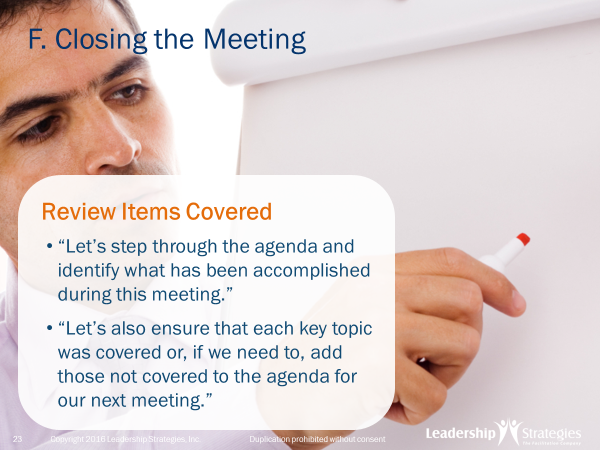 F. Closing the Meeting
Review Items Covered
• “Let’s step through the agenda and
identify what has been accomplished
during this meeting.”
• “Let’s also ensure that each key topic
was covered or, if we need to, add
those not covered to the agenda for
our next meeting.”
23 Copyright 2016 Leadership Strategies, Inc. Duplication prohibited without consent
Leadership Strategies
The Facilitation Company